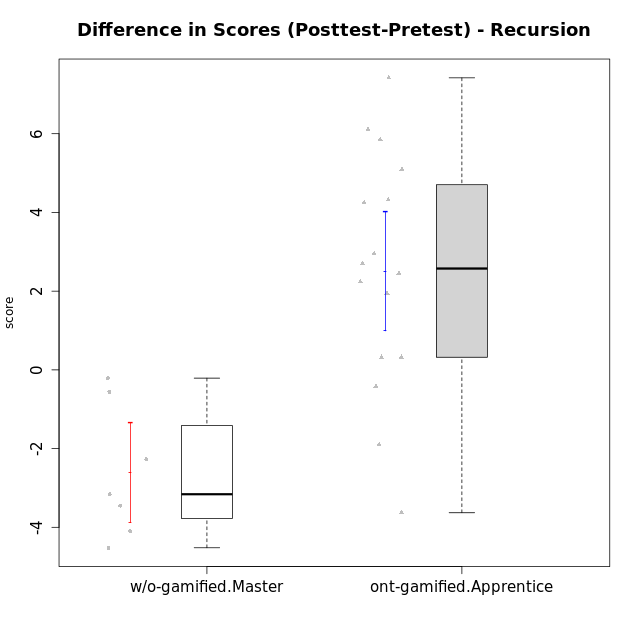 Difference in Scores (Posttest-Pretest) - Recursion
score
6
4
2
0
-2
-4
w/o-gamified.Master
ont-gamified.Apprentice